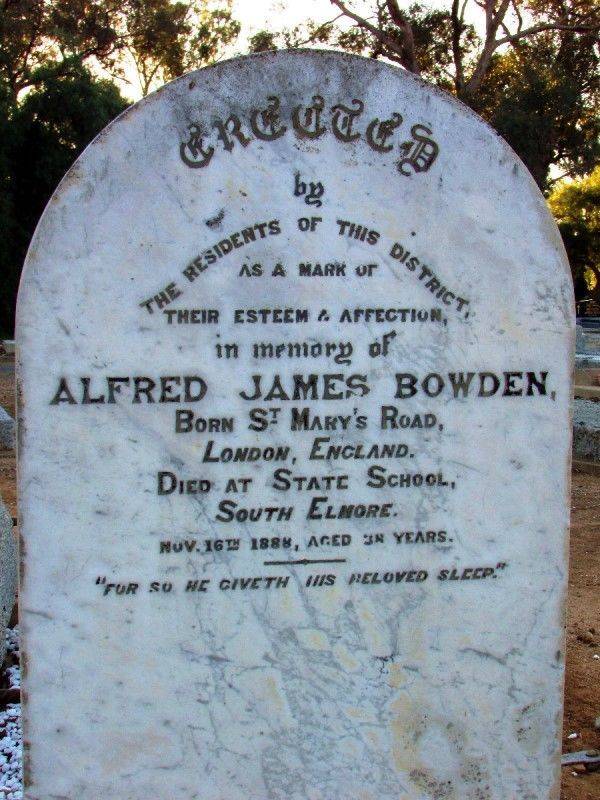 ERECTED
by
THE RESIDENTS OF THIS DISTRICT,
AS A MARK OF
THEIR ESTEEM & AFFECTION,
in memory of
ALFRED JAMES BOWDEN,
BORN ST MARY'S ROAD,
LONDON, ENGLAND.
DIED AT STATE SCHOOL,
SOUTH ELMORE.
NOV. 16TH 1888, AGED 38 YEARS.
"FOR SO HE GIVETH HIS BELOVED SLEEP."